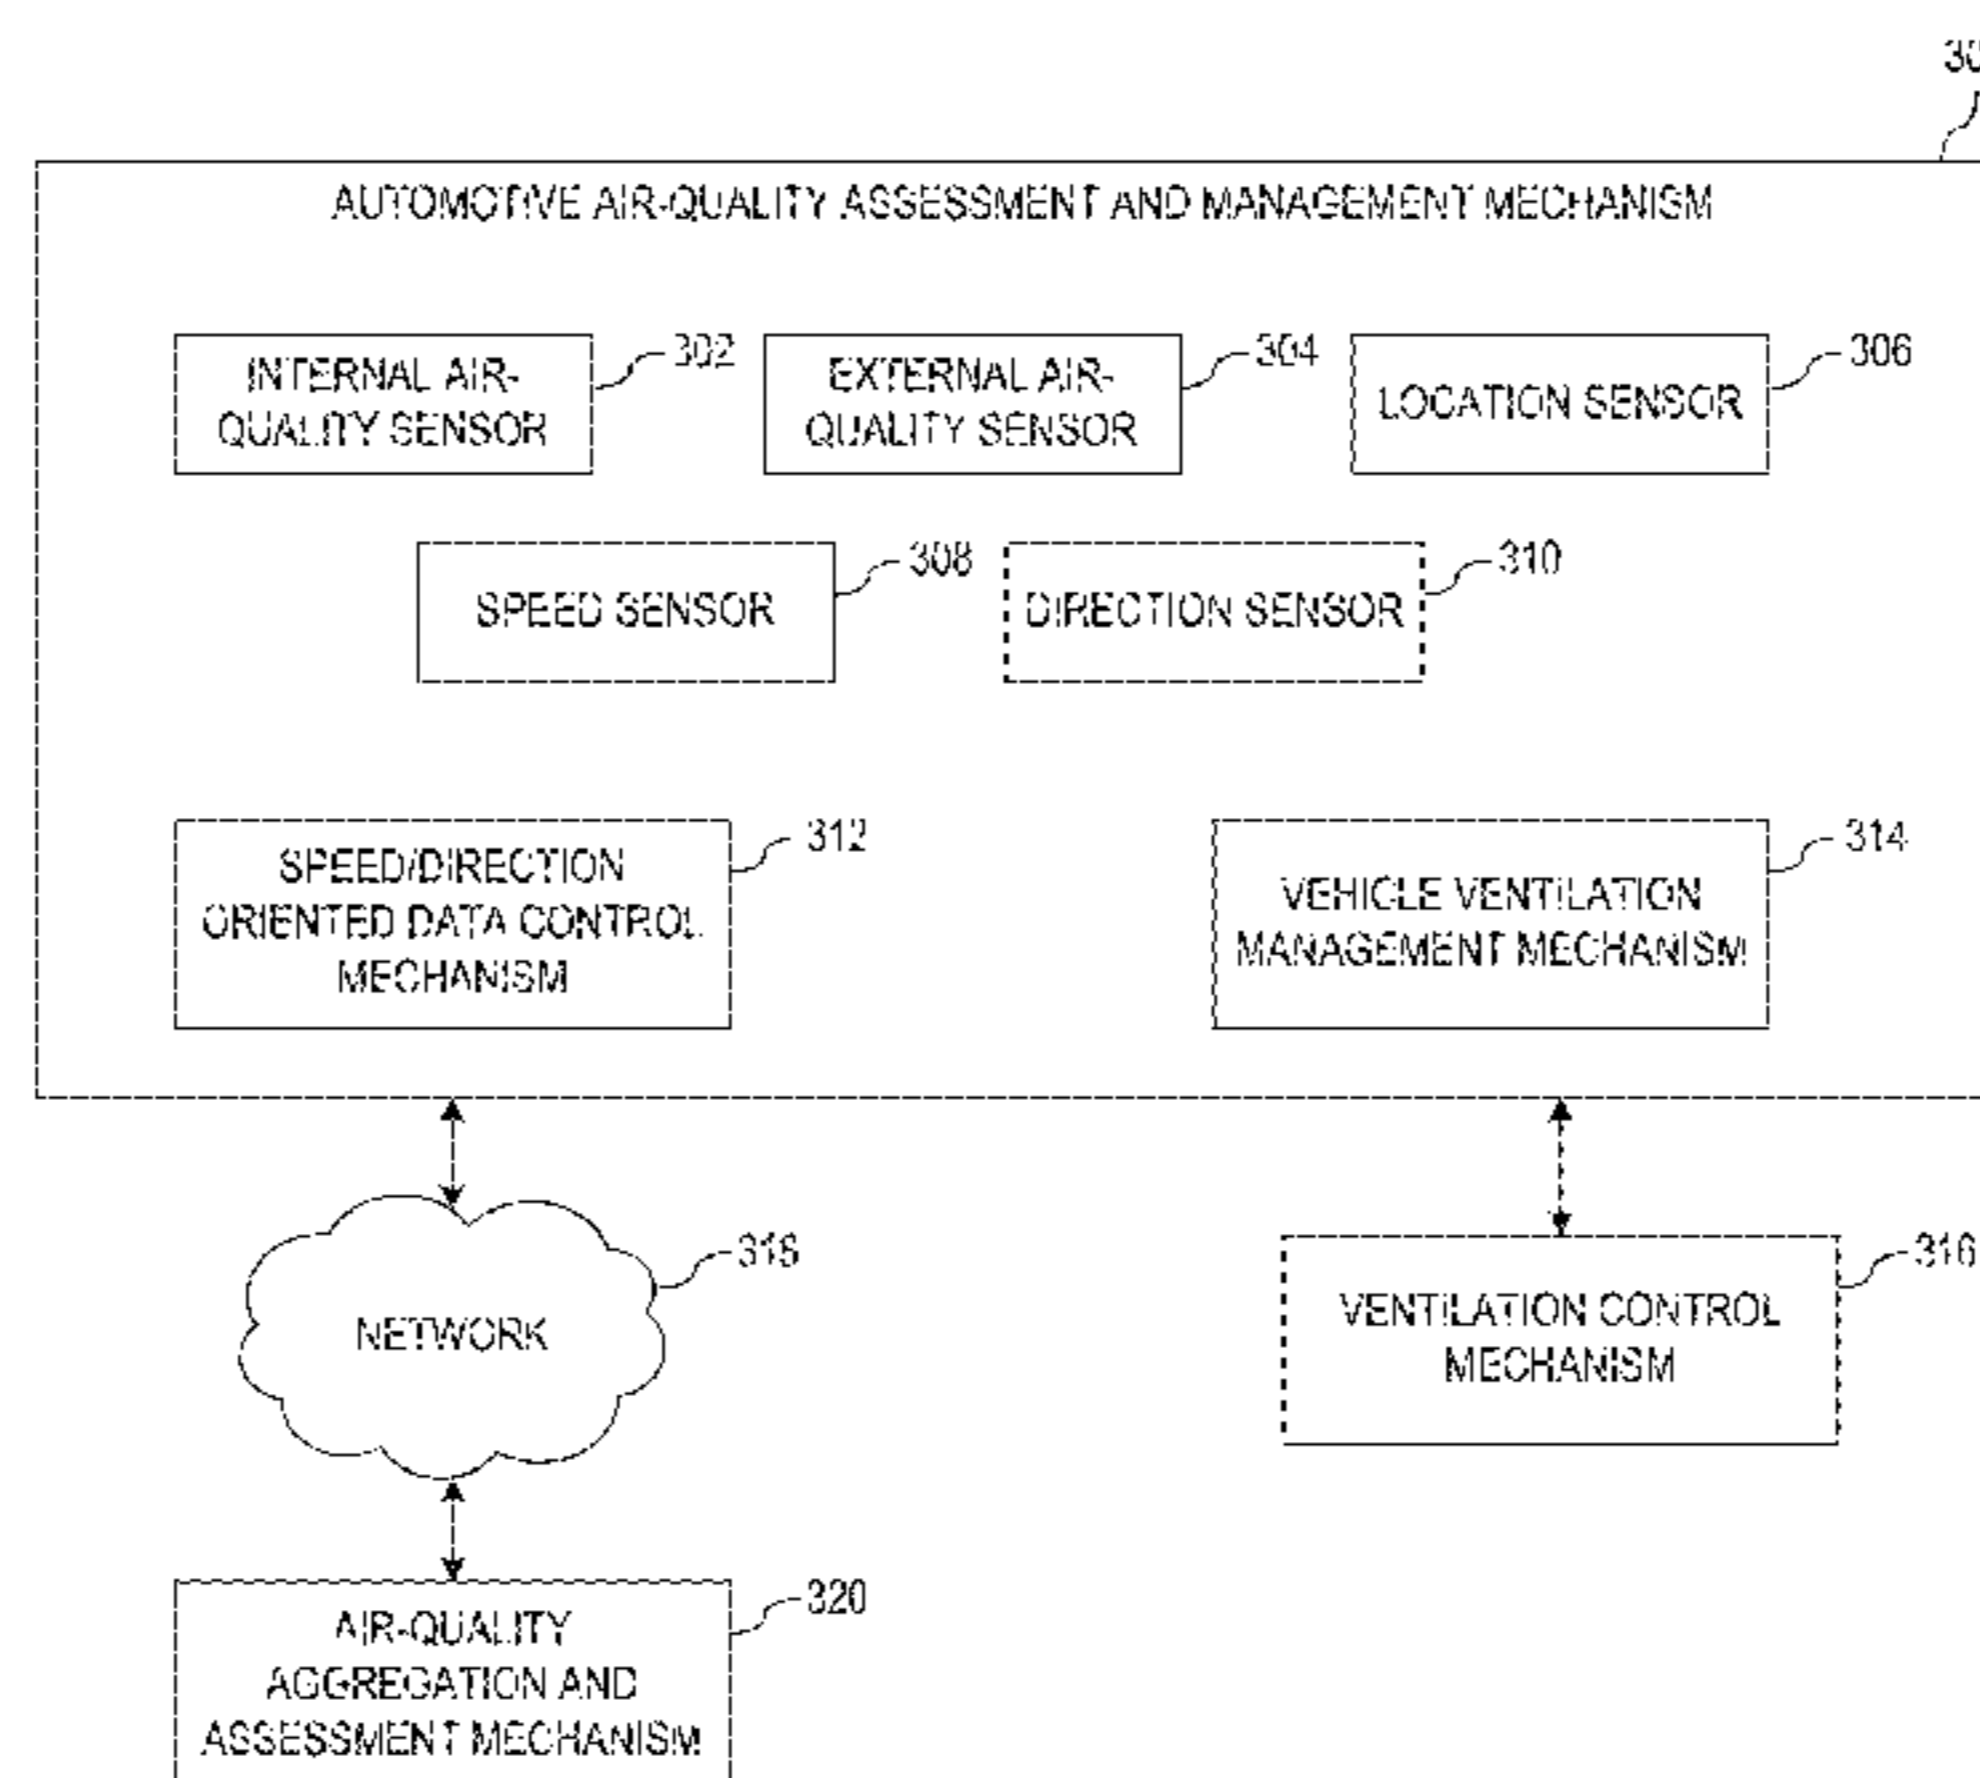 AUTOMOTIVE AIR-QUALITY ASSESSMENT AND MANAGEMENT MECHANISM
INTERNAL AIR-
QUALITY SENSOR
302
EXTERNAL AIR-
QUALITY SENSOR
304
LOCATION SENSOR
306
SPEED SENSOR
308
DIRECTION SENSOR
310
SPEED/DIRECTION
ORIENTED DATA CONTROL
MECHANISM
312
VEHICLE VENTILATION
MANAGEMENT MECHANISM
314
NETWORK
318
VENTILATION CONTROL
MECHANISM
316
AIR-QUALITY
AGGREGATION AND
ASSESSMENT MECHANISM
320